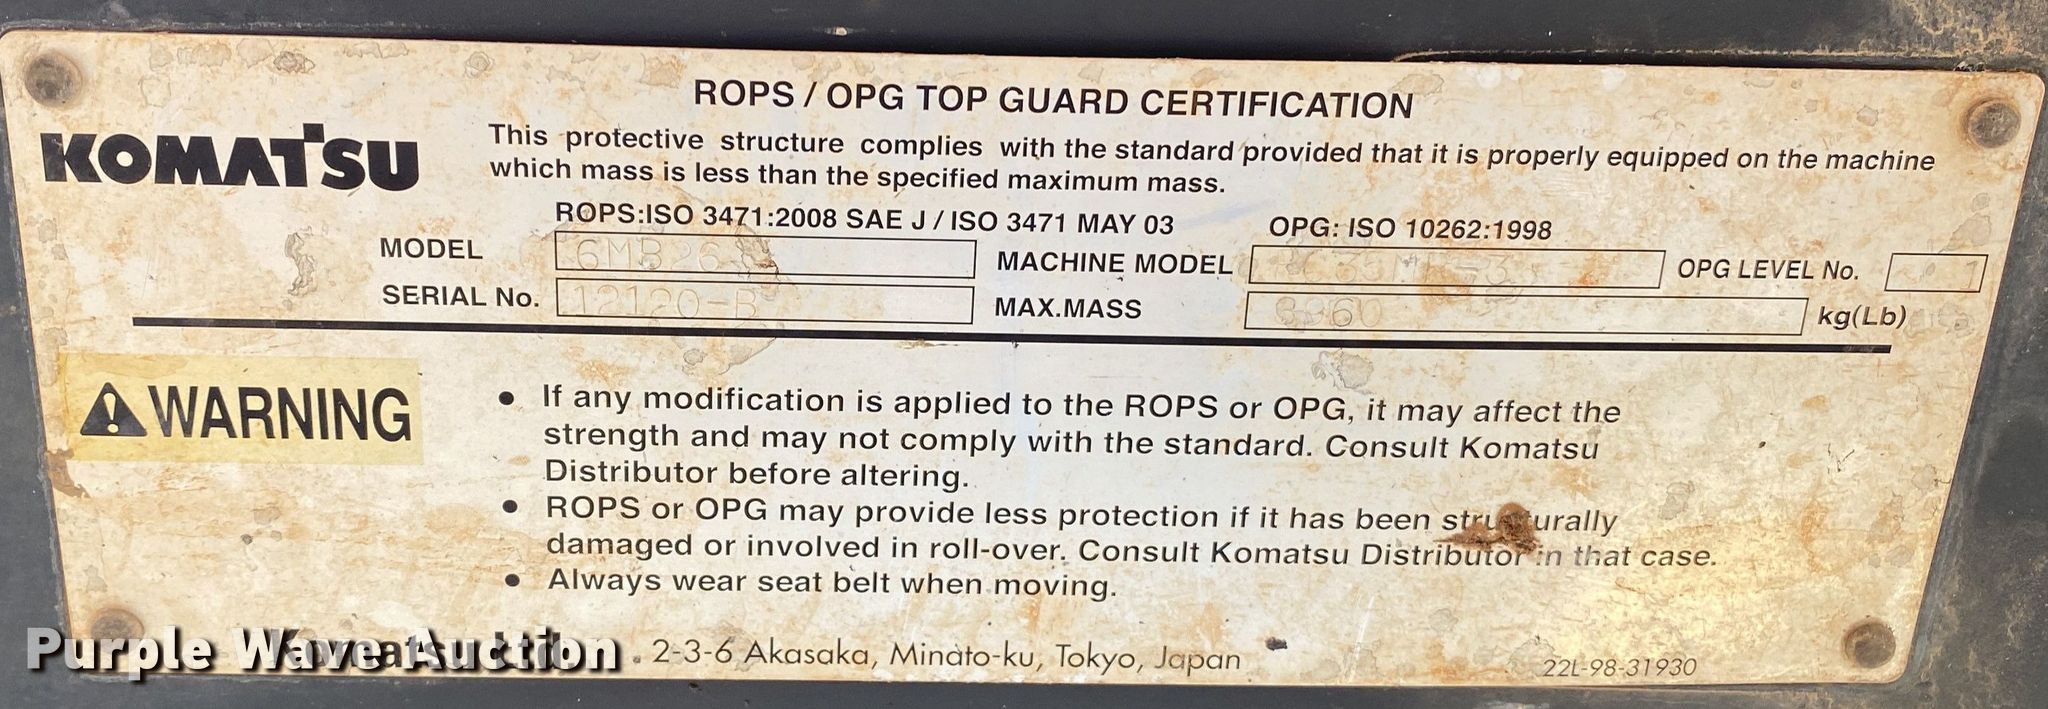 ROPS / OPG TOP GUARD CERTIFICATION
KOMATSU
This protective structure complies with the standard provided that it is properly equipped on the machine
which mass is less than the specified maximum mass.
ROPS:ISO 3471:2008 SAE J / ISO 3471 MAY 03 OPG: ISO 10262:1998
MODEL MACHINE MODEL OPG LEVEL No. 1
SERIAL No. 12120-B MAX.MASS kg(Lb)
WARNING
• If any modification is applied to the ROPS or OPG, it may affect the
strength and may not comply with the standard. Consult Komatsu
Distributor before altering.
• ROPS or OPG may provide less protection if it has been structurally
damaged or involved in roll-over. Consult Komatsu Distributor in that case.
• Always wear seat belt when moving.
Komatsu Ltd. 2-3-6 Akasaka, Minato-ku, Tokyo, Japan
22L-98-31930
Purple Wave Auction